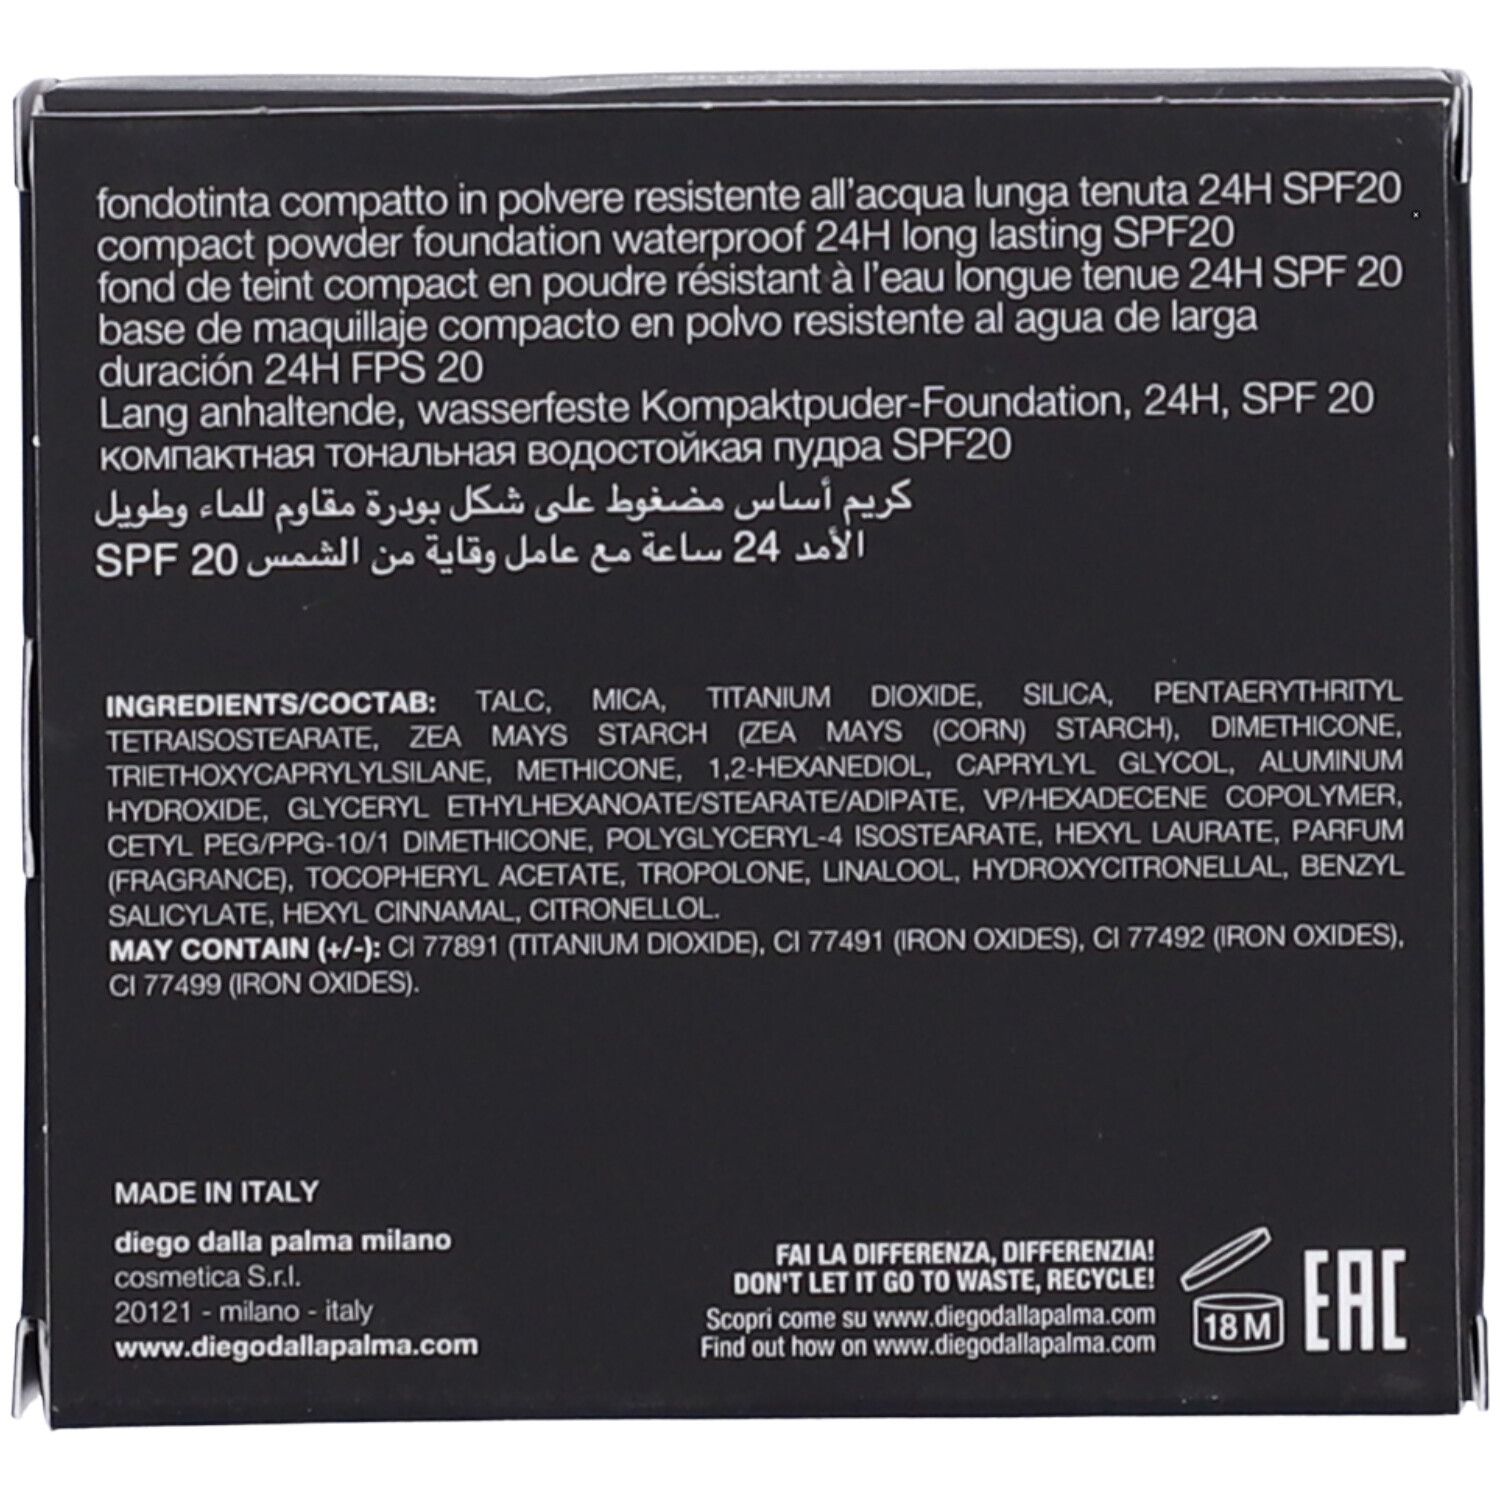 fondotinta compatto in polvere resistente all'acqua lunga tenuta 24H SPF20
compact powder foundation waterproof 24H long lasting SPF20
fond de teint compact en poudre résistant à l'eau longue tenue 24H SPF 20
base de maquillaje compacto en polvo resistente al agua de larga
duración 24H FPS 20
Lang anhaltende, wasserfeste Kompaktpuder-Foundation, 24H, SPF 20
компактная тональная водостойкая пудра SPF20
كريم أساس مضغوط على شكل بودرة مقاوم للماء وطويل
الأمد 24 ساعة مع عامل وقاية من الشمس SPF 20
INGREDIENTS/COCTAB: TALC, MICA, TITANIUM DIOXIDE, SILICA, PENTAERYTHRITYL
TETRAISOSTEARATE, ZEA MAYS STARCH (ZEA MAYS (CORN) STARCH), DIMETHICONE,
TRIETHOXYCAPRYLYLSILANE, METHICONE, 1,2-HEXANEDIOL, CAPRYLYL GLYCOL, ALUMINUM
HYDROXIDE, GLYCERYL ETHYLHEXANOATE/STEARATE/ADIPATE, VP/HEXADECENE COPOLYMER,
CETYL PEG/PPG-10/1 DIMETHICONE, POLYGLYCERYL-4 ISOSTEARATE, HEXYL LAURATE, PARFUM
(FRAGRANCE), TOCOPHERYL ACETATE, TROPOLONE, LINALOOL, HYDROXYCITRONELLAL, BENZYL
SALICYLATE, HEXYL CINNAMAL, CITRONELLOL.
MAY CONTAIN (+/-): CI 77891 (TITANIUM DIOXIDE), CI 77491 (IRON OXIDES), CI 77492 (IRON OXIDES),
CI 77499 (IRON OXIDES).
MADE IN ITALY
diego dalla palma milano
cosmetica S.r.l.
20121 - milano - italy
www.diegodallapalma.com
FAI LA DIFFERENZA, DIFFERENZIA!
DON'T LET IT GO TO WASTE, RECYCLE!
Scopri come su www.diegodallapalma.com
Find out how on www.diegodallapalma.com
18 M
EAC